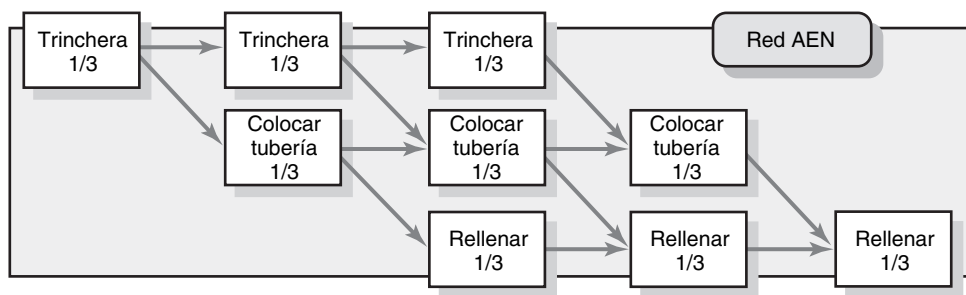 Trinchera
1/3
Trinchera
1/3
Trinchera
1/3
Red AEN
Colocar
tubería
1/3
Colocar
tubería
1/3
Colocar
tubería
1/3
Rellenar
1/3
Rellenar
1/3
Rellenar
1/3